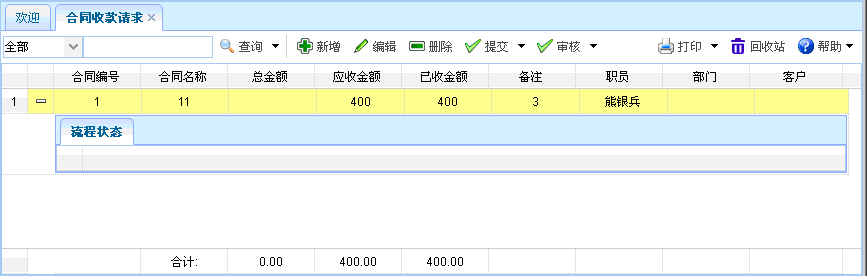 欢迎 合同收款请求
全部 查询 新增 编辑 删除 提交 审核 打印 回收站 帮助
合同编号 合同名称 总金额 应收金额 已收金额 备注 职员 部门 客户
1 1 11 400 400 3 熊银兵
流程状态
合计: 0.00 400.00 400.00